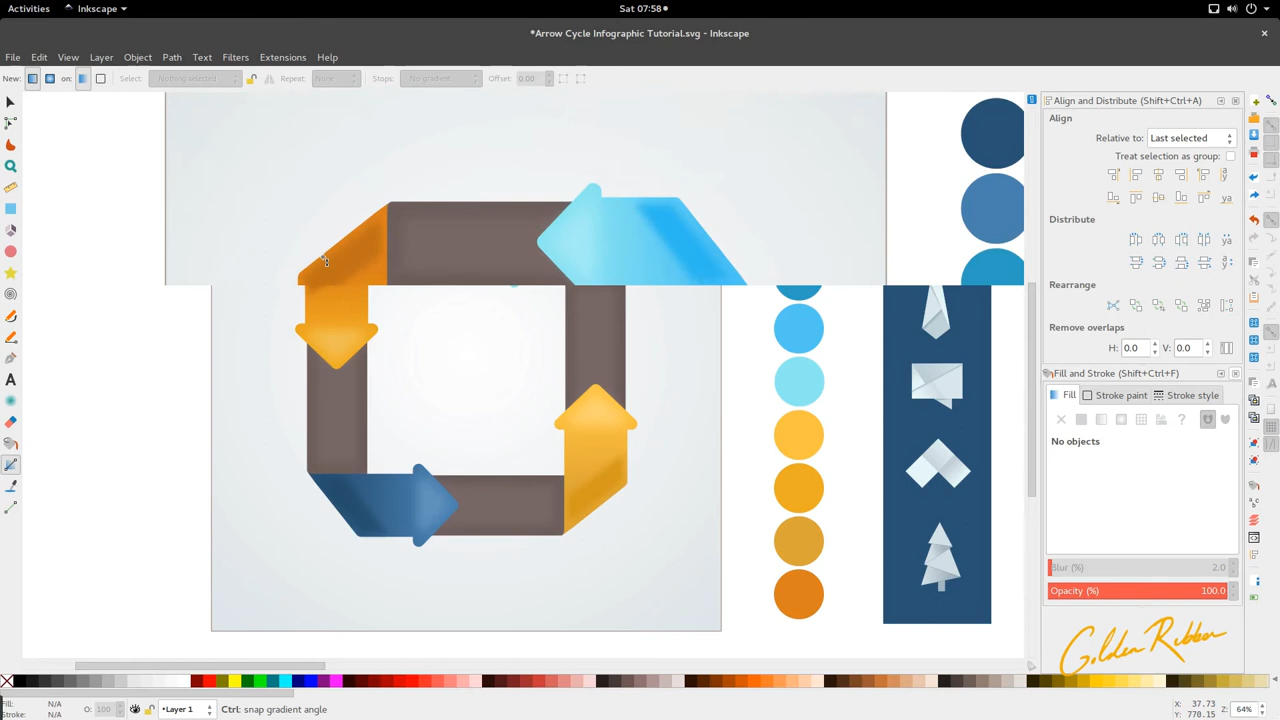 Activities
Inkscape
Sat 07:58
*Arrow Cycle Infographic Tutorial.svg - Inkscape
File Edit View Layer Object Path Text Filters Extensions Help
New: on: Select: Nothing selected Repeat: None Stops: No gradient Offset: 0.00
Align and Distribute (Shift+Ctrl+A)
Align
Relative to: Last selected
Treat selection as group:
Distribute
Rearrange
Remove overlaps
H: 0.0 V: 0.0
Fill and Stroke (Shift+Ctrl+F)
Fill Stroke paint Stroke style
No objects
Blur (%) 2.0
Opacity (%) 100.0
Golden Ribbon
Fill: N/A
Stroke: N/A
O: 100
•Layer 1
Ctrl: snap gradient angle
X: 37.73
Y: 770.15
Z: 64%